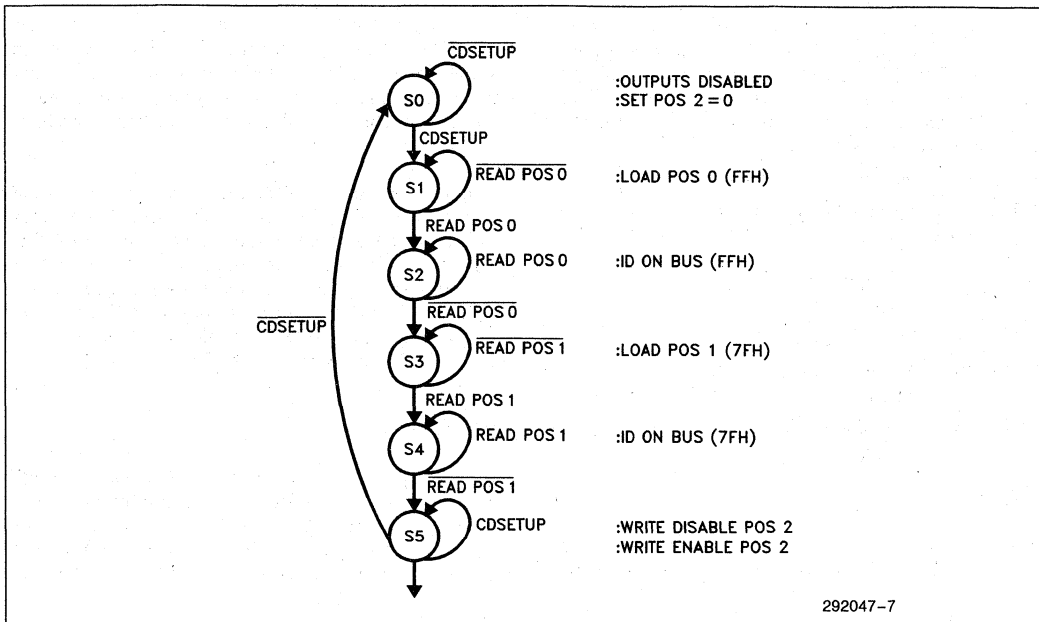 CDSETUP
S0 :OUTPUTS DISABLED
:SET POS 2 = 0
CDSETUP
S1 READ POS 0 :LOAD POS 0 (FFH)
READ POS 0
S2 READ POS 0 :ID ON BUS (FFH)
READ POS 0
CDSETUP
S3 READ POS 1 :LOAD POS 1 (7FH)
READ POS 1
S4 READ POS 1 :ID ON BUS (7FH)
READ POS 1
S5 CDSETUP :WRITE DISABLE POS 2
:WRITE ENABLE POS 2
292047-7